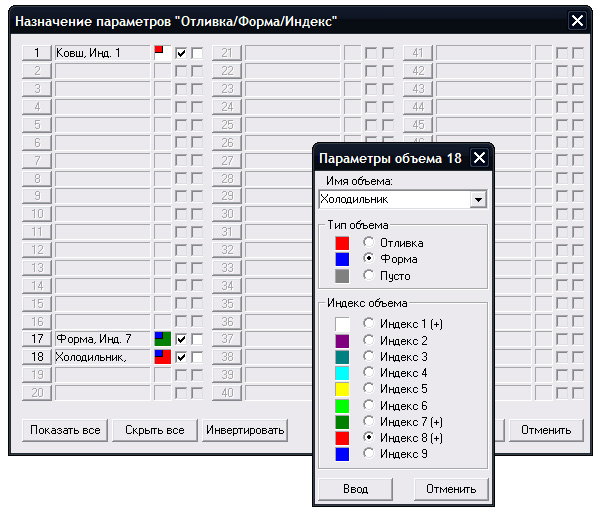 Назначение параметров "Отливка/Форма/Индекс"
1 Ковш, Инд. 1 21 41
2 22 42
3 23 43
4 24 44
5 25 45
6 26
7 27
8 28
9 29
10 30
11 31
12 32
13 33
14 34
15 35
16 36
17 Форма, Инд. 7 37
18 Холодильник, 38
19 39
20 40
Показать все Скрыть все Инвертировать Отменить
Параметры объема 18
Имя объема:
Холодильник
Тип объема
Отливка
Форма
Пусто
Индекс объема
Индекс 1 (+)
Индекс 2
Индекс 3
Индекс 4
Индекс 5
Индекс 6
Индекс 7 (+)
Индекс 8 (+)
Индекс 9
Ввод Отменить